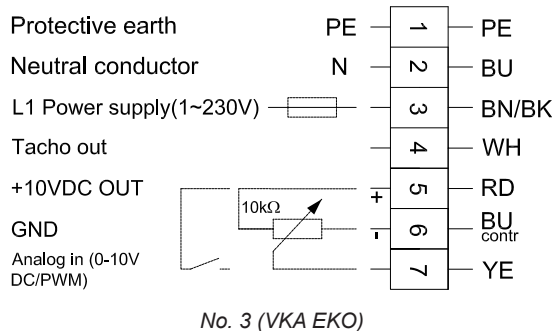 Protective earth PE 1 PE
Neutral conductor N 2 BU
L1 Power supply(1~230V) 3 BN/BK
Tacho out 4 WH
+10VDC OUT + 5 RD
10kΩ
GND - 6 BU
contr
Analog in (0-10V
DC/PWM) 7 YE
No. 3 (VKA EKO)